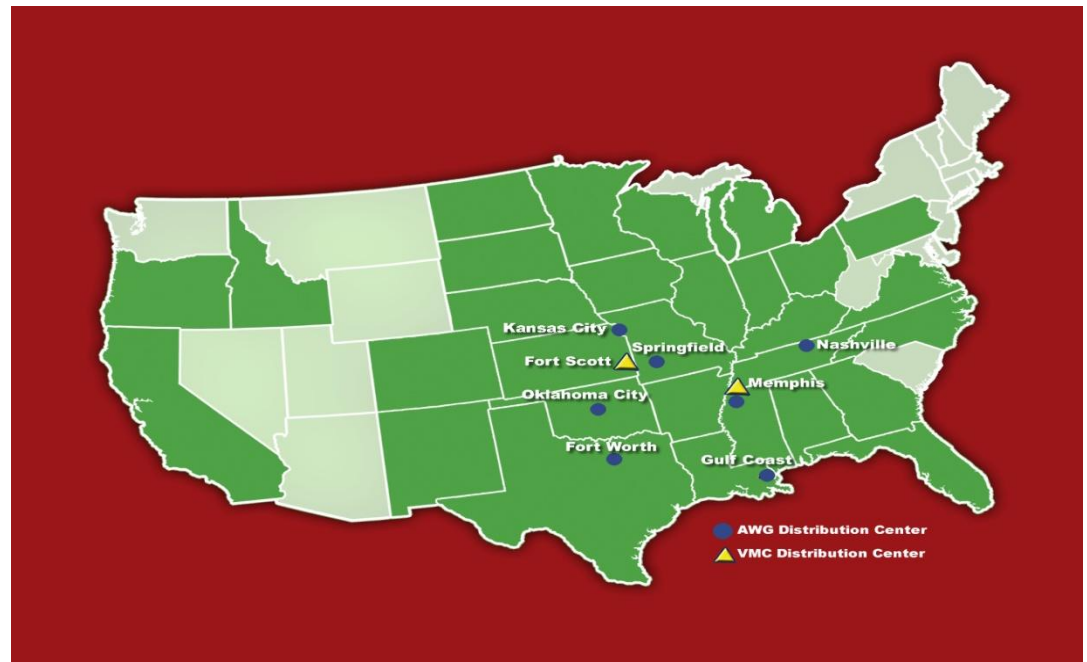 Kansas City
Springfield
Nashville
Fort Scott
Memphis
Oklahoma City
Fort Worth
Gulf Coast
AWG Distribution Center
VMC Distribution Center